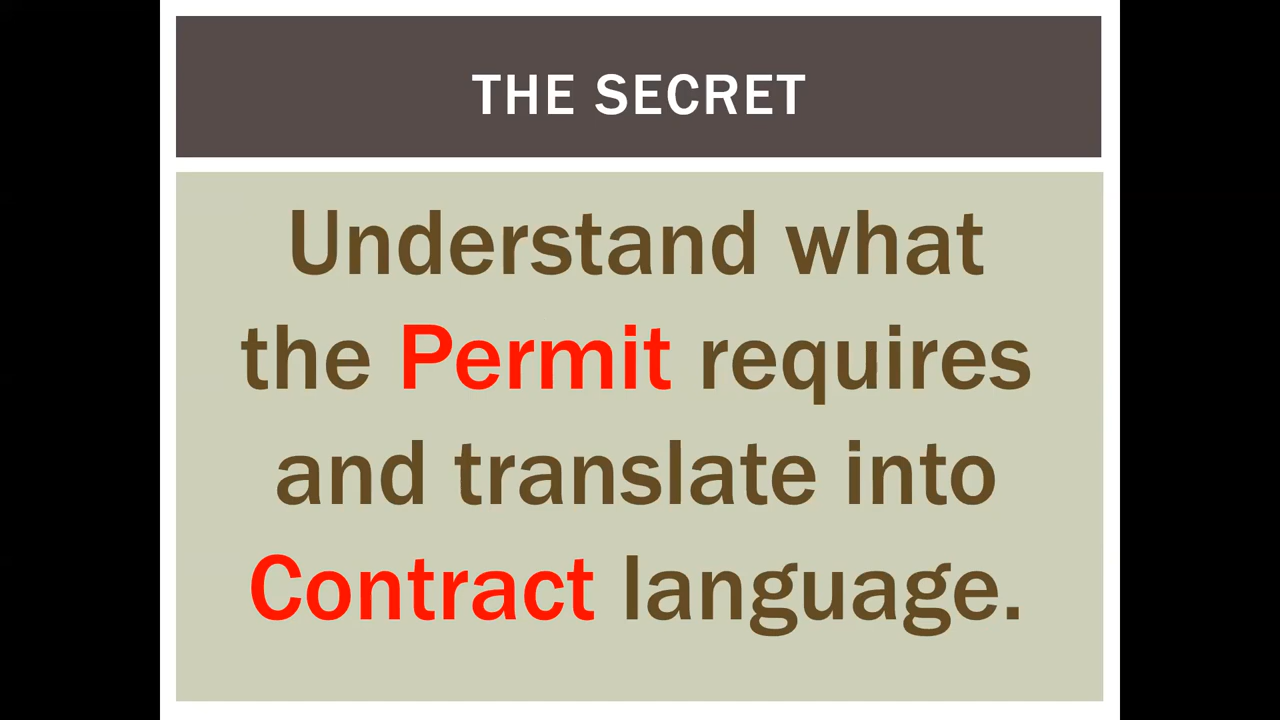 THE SECRET
Understand what
the Permit requires
and translate into
Contract language.